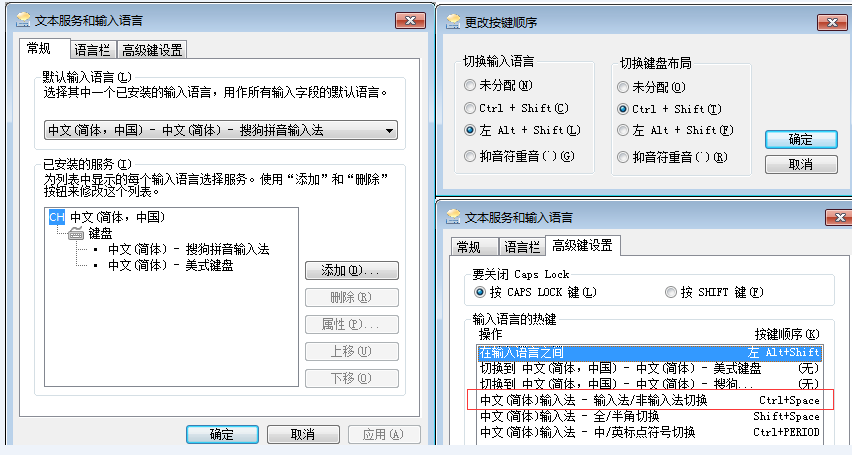 文本服务和输入语言
常规
语言栏
高级键设置
默认输入语言(L)
选择其中一个已安装的输入语言，用作所有输入字段的默认语言。
中文(简体，中国) - 中文(简体) - 搜狗拼音输入法
已安装的服务(I)
为列表中显示的每个输入语言选择服务。使用“添加”和“删除”
按钮来修改这个列表。
CH 中文(简体，中国)
键盘
中文(简体) - 搜狗拼音输入法
中文(简体) - 美式键盘
添加(D)...
删除(R)
属性(P)...
上移(U)
下移(O)
确定
取消
应用(A)
更改按键顺序
切换输入语言
未分配(N)
Ctrl + Shift(C)
左 Alt + Shift(L)
抑音符重音(`)(G)
切换键盘布局
未分配(O)
Ctrl + Shift(T)
左 Alt + Shift(F)
抑音符重音(`)(R)
确定
取消
文本服务和输入语言
常规
语言栏
高级键设置
要关闭 Caps Lock
按 CAPS LOCK 键(L)
按 SHIFT 键(F)
输入语言的热键
操作 按键顺序(K)
在输入语言之间 左 Alt+Shift
切换到 中文(简体，中国) - 中文(简体) - 美式键盘 (无)
切换到 中文(简体，中国) - 中文(简体) - 搜狗... (无)
中文(简体)输入法 - 输入法/非输入法切换 Ctrl+Space
中文(简体)输入法 - 全/半角切换 Shift+Space
中文(简体)输入法 - 中/英标点符号切换 Ctrl+PERIOD